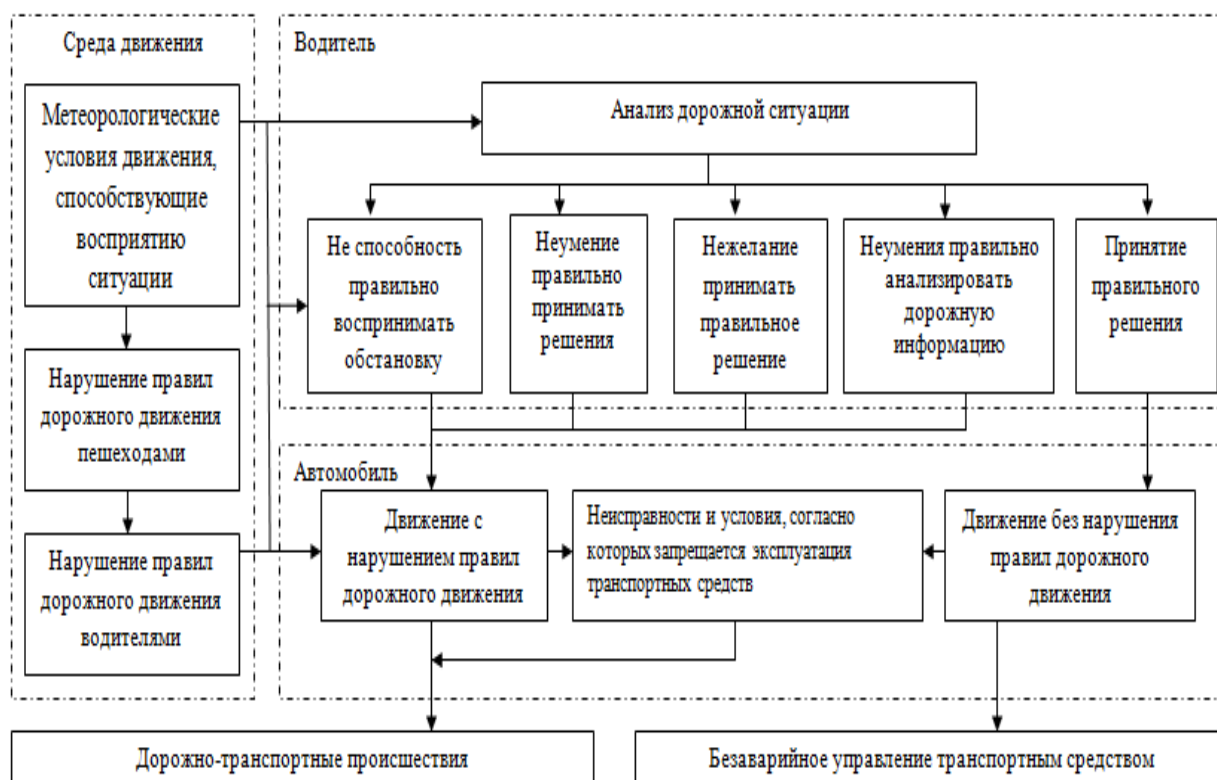 Среда движения
Метеорологические
условия движения,
способствующие
восприятию
ситуации
Нарушение правил
дорожного движения
пешеходами
Нарушение правил
дорожного движения
водителями
Водитель
Анализ дорожной ситуации
Не способность
правильно
воспринимать
обстановку
Неумение
правильно
принимать
решения
Нежелание
принимать
правильное
решение
Неумения правильно
анализировать
дорожную
информацию
Принятие
правильного
решения
Автомобиль
Движение с
нарушением правил
дорожного движения
Неисправности и условия, согласно
которых запрещается эксплуатация
транспортных средств
Движение без нарушения
правил дорожного
движения
Дорожно-транспортные происшествия
Безаварийное управление транспортным средством